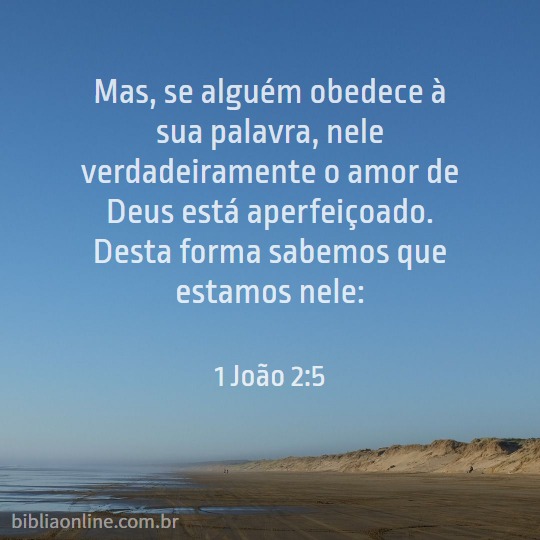 Mas, se alguém obedece à
sua palavra, nele
verdadeiramente o amor de
Deus está aperfeiçoado.
Desta forma sabemos que
estamos nele:
1 João 2:5
bibliaonline.com.br